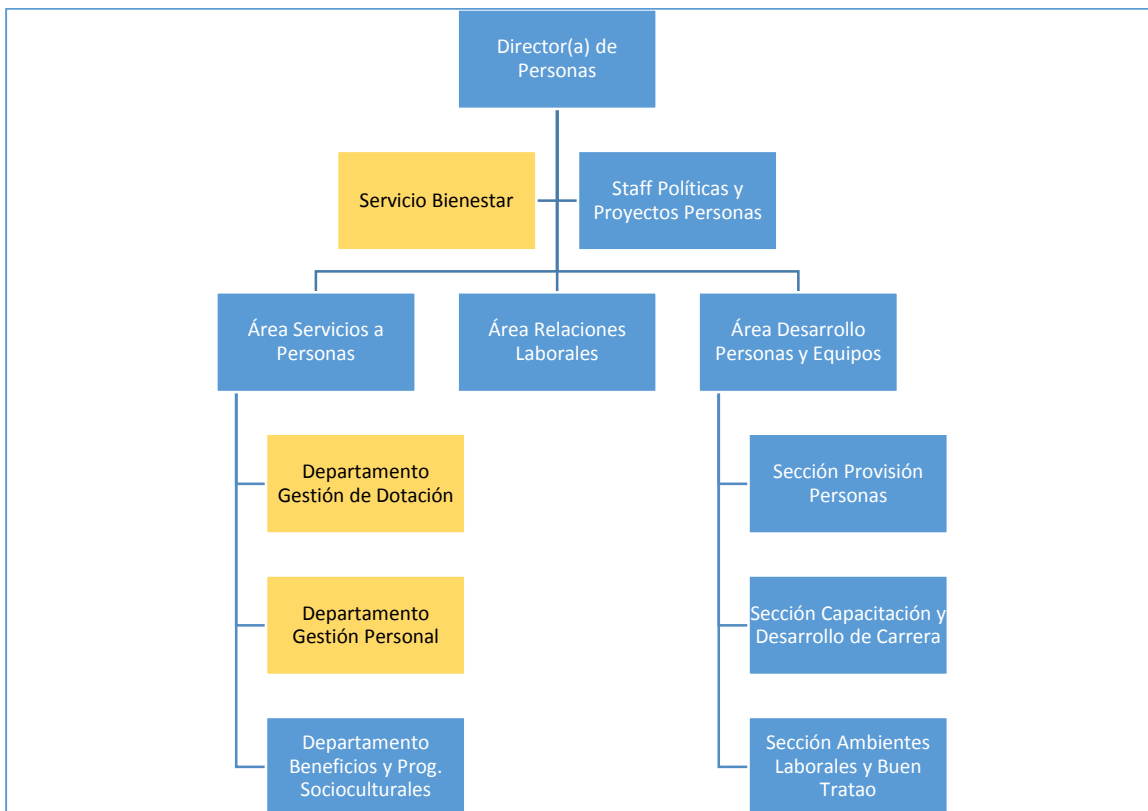 Director(a) de
Personas
Servicio Bienestar
Staff Políticas y
Proyectos Personas
Área Servicios a
Personas
Área Relaciones
Laborales
Área Desarrollo
Personas y Equipos
Departamento
Gestión de Dotación
Sección Provisión
Personas
Departamento
Gestión Personal
Sección Capacitación y
Desarrollo de Carrera
Departamento
Beneficios y Prog.
Socioculturales
Sección Ambientes
Laborales y Buen
Tratao